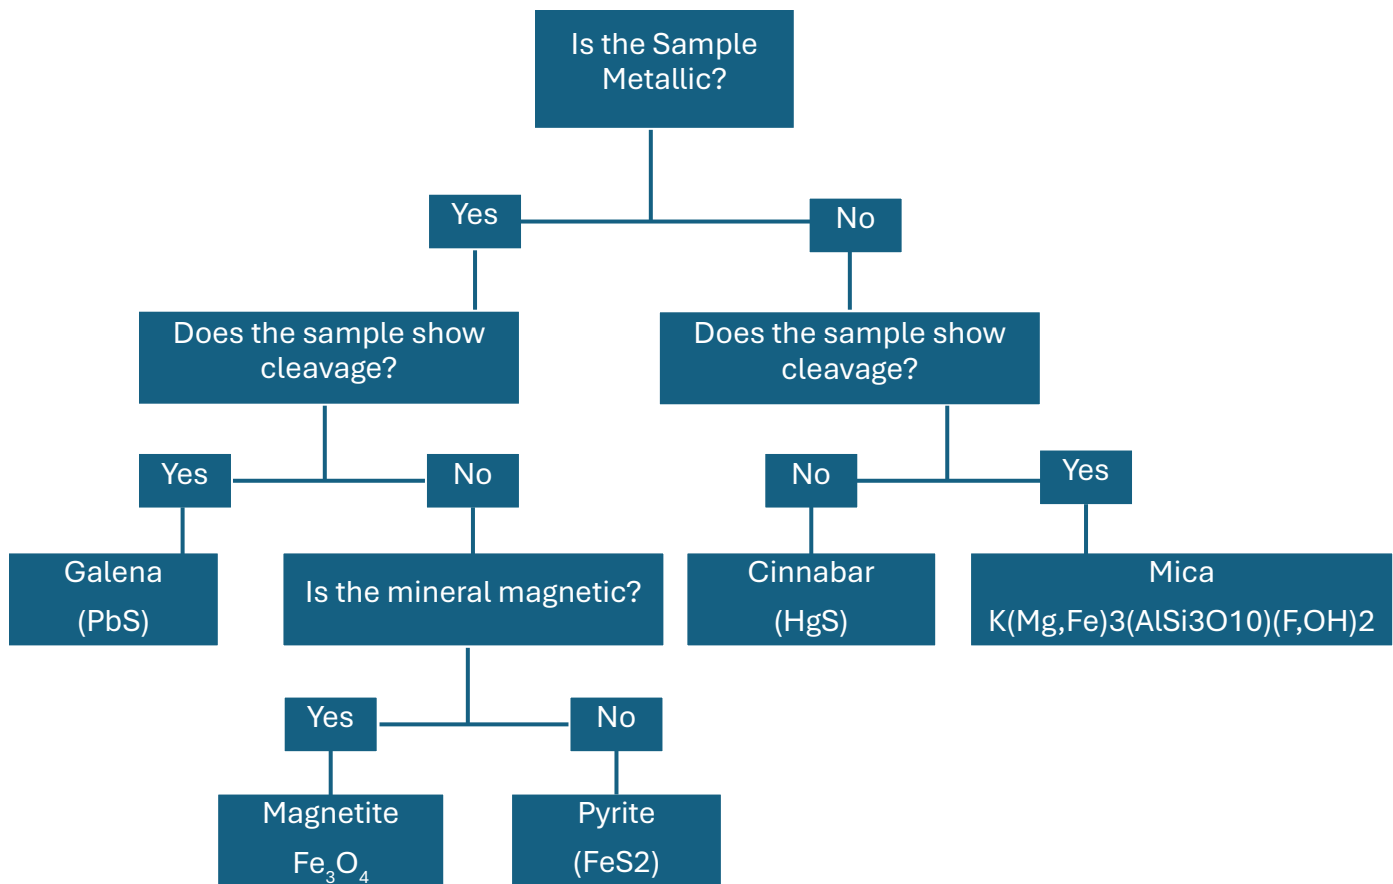 Is the Sample
Metallic?
Yes
No
Does the sample show
cleavage?
Does the sample show
cleavage?
Yes
No
No
Yes
Galena
(PbS)
Is the mineral magnetic?
Cinnabar
(HgS)
Mica
K(Mg,Fe)3(AlSi3O10)(F,OH)2
Yes
No
Magnetite
Fe₃O₄
Pyrite
(FeS2)